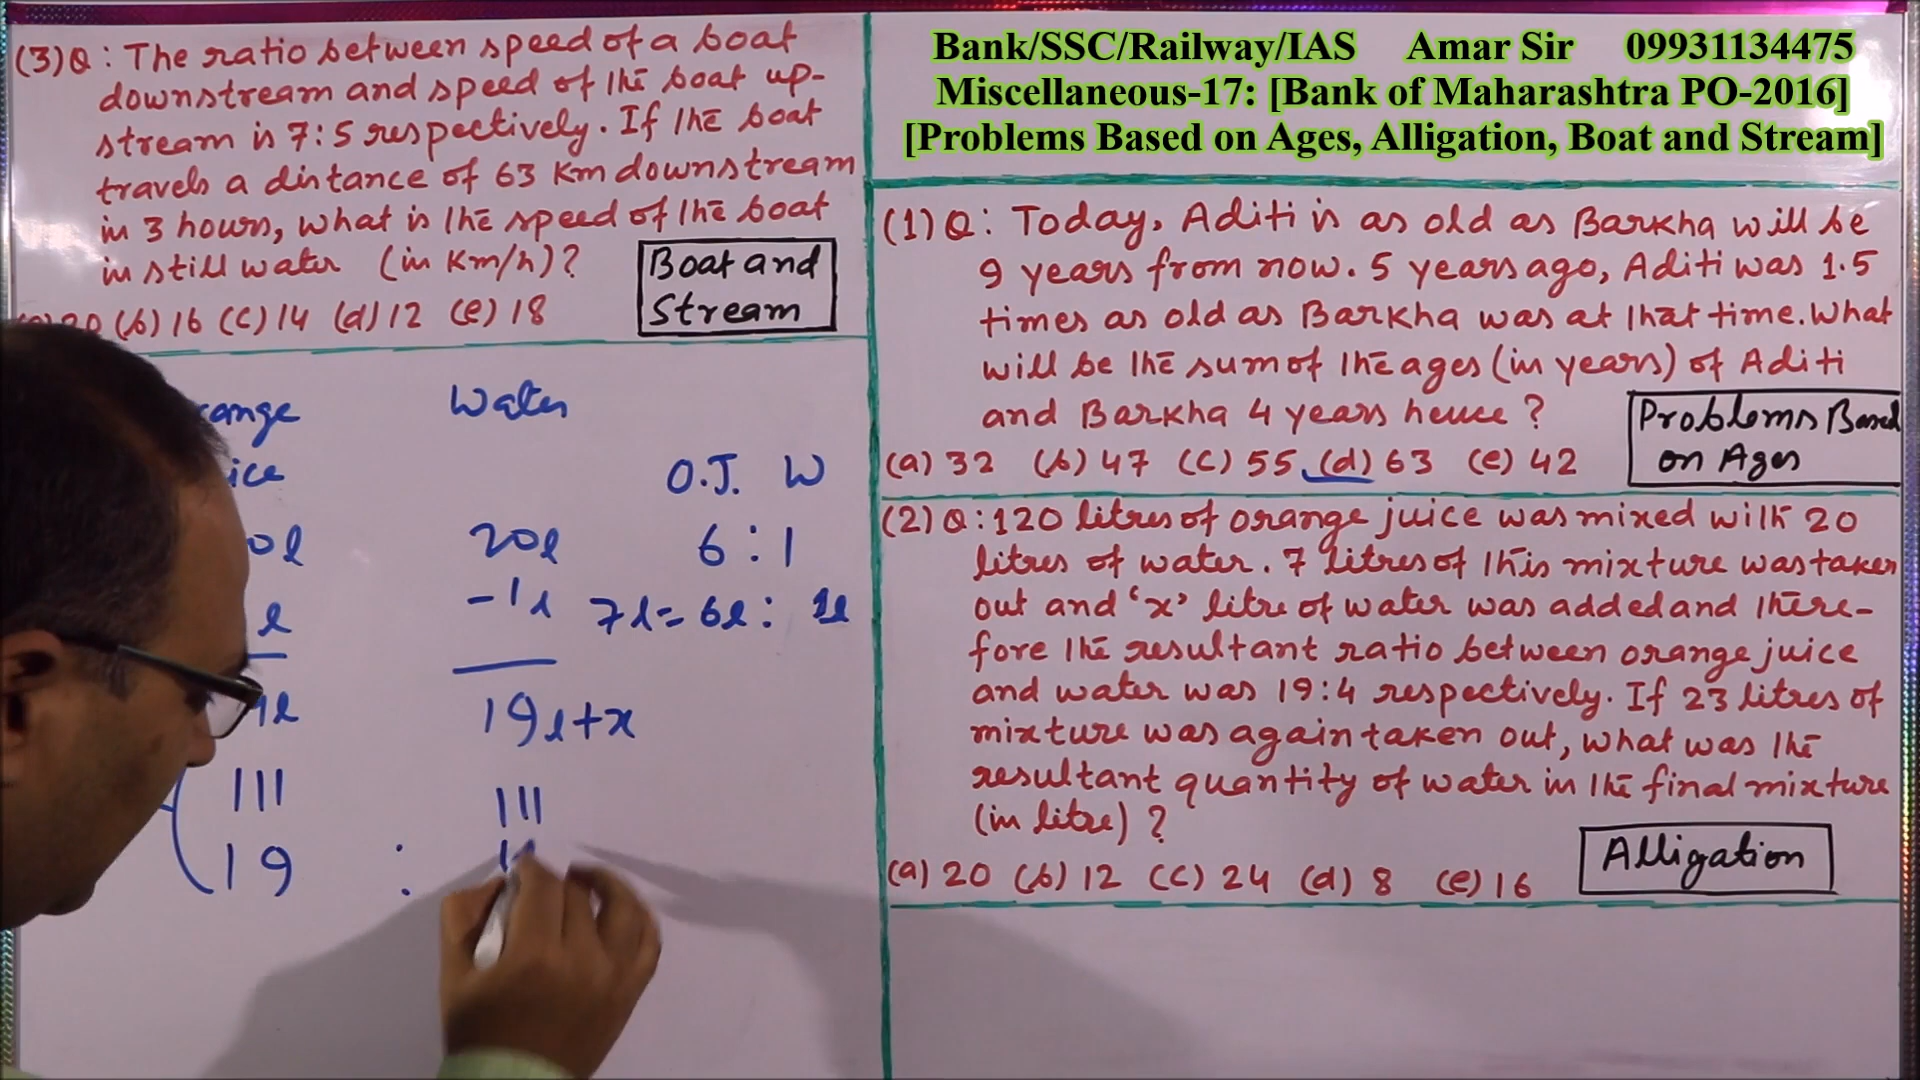 (3) Q: The ratio between speed of a boat
downstream and speed of the boat up-
stream is 7:5 respectively. If the boat
travels a distance of 63 Km downstream
in 3 hours, what is the speed of the boat
in still water (in Km/h)?
20 (b) 16 (c) 14 (d) 12 (e) 18
Boat and
Stream
Bank/SSC/Railway/IAS Amar Sir 09931134475
Miscellaneous-17: [Bank of Maharashtra PO-2016]
[Problems Based on Ages, Alligation, Boat and Stream]
(1) Q: Today, Aditi is as old as Barkha will be
9 years from now. 5 years ago, Aditi was 1.5
times as old as Barkha was at that time. What
will be the sum of the ages (in years) of Aditi
and Barkha 4 years hence?
(a) 32 (b) 47 (c) 55 (d) 63 (e) 42
Problems Based
on Ages
(2) Q: 120 litres of orange juice was mixed with 20
litres of water. 7 litres of this mixture was taken
out and 'x' litre of water was added and there-
fore the resultant ratio between orange juice
and water was 19:4 respectively. If 23 litres of
mixture was again taken out, what was the
resultant quantity of water in the final mixture
(in litre)?
(a) 20 (b) 12 (c) 24 (d) 8 (e) 16
Alligation
Water
O.J. W
20l 6 : 1
-1l 7l = 6l : 1l
19l+x
111 111
19 :